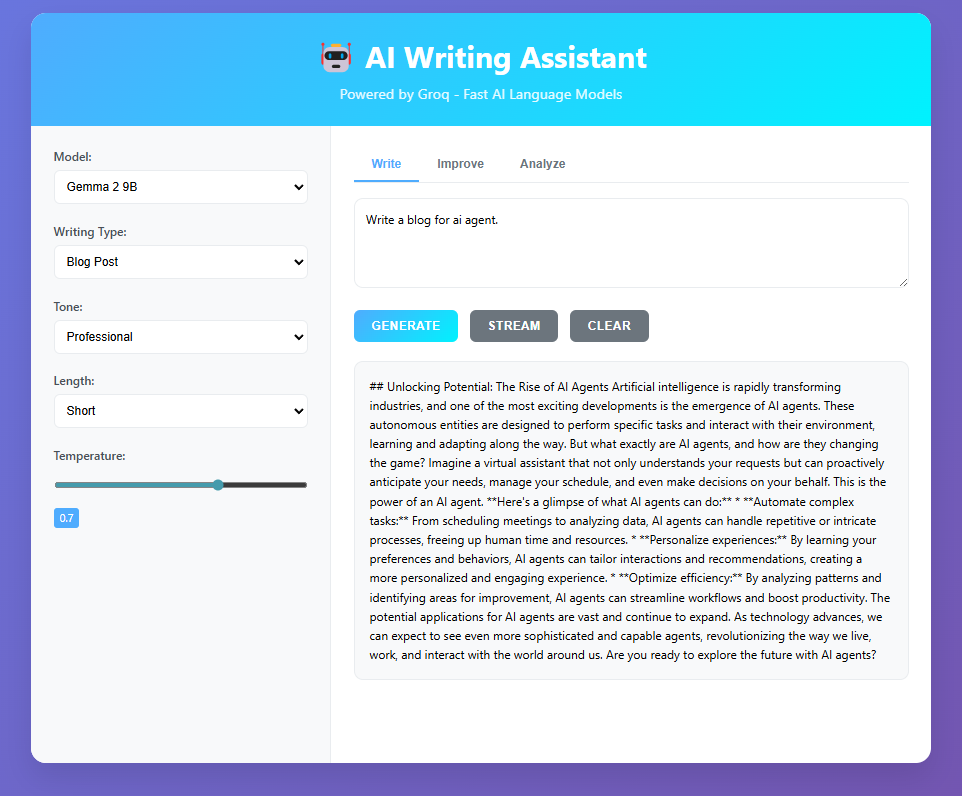 AI Writing Assistant
Powered by Groq - Fast AI Language Models
Model:
Gemma 2 9B
Writing Type:
Blog Post
Tone:
Professional
Length:
Short
Temperature:
0.7
Write
Improve
Analyze
Write a blog for ai agent.
GENERATE
STREAM
CLEAR
## Unlocking Potential: The Rise of AI Agents Artificial intelligence is rapidly transforming
industries, and one of the most exciting developments is the emergence of AI agents. These
autonomous entities are designed to perform specific tasks and interact with their environment,
learning and adapting along the way. But what exactly are AI agents, and how are they changing
the game? Imagine a virtual assistant that not only understands your requests but can proactively
anticipate your needs, manage your schedule, and even make decisions on your behalf. This is the
power of an AI agent. **Here's a glimpse of what AI agents can do:** * **Automate complex
tasks:** From scheduling meetings to analyzing data, AI agents can handle repetitive or intricate
processes, freeing up human time and resources. * **Personalize experiences:** By learning your
preferences and behaviors, AI agents can tailor interactions and recommendations, creating a
more personalized and engaging experience. * **Optimize efficiency:** By analyzing patterns and
identifying areas for improvement, AI agents can streamline workflows and boost productivity. The
potential applications for AI agents are vast and continue to expand. As technology advances, we
can expect to see even more sophisticated and capable agents, revolutionizing the way we live,
work, and interact with the world around us. Are you ready to explore the future with AI agents?